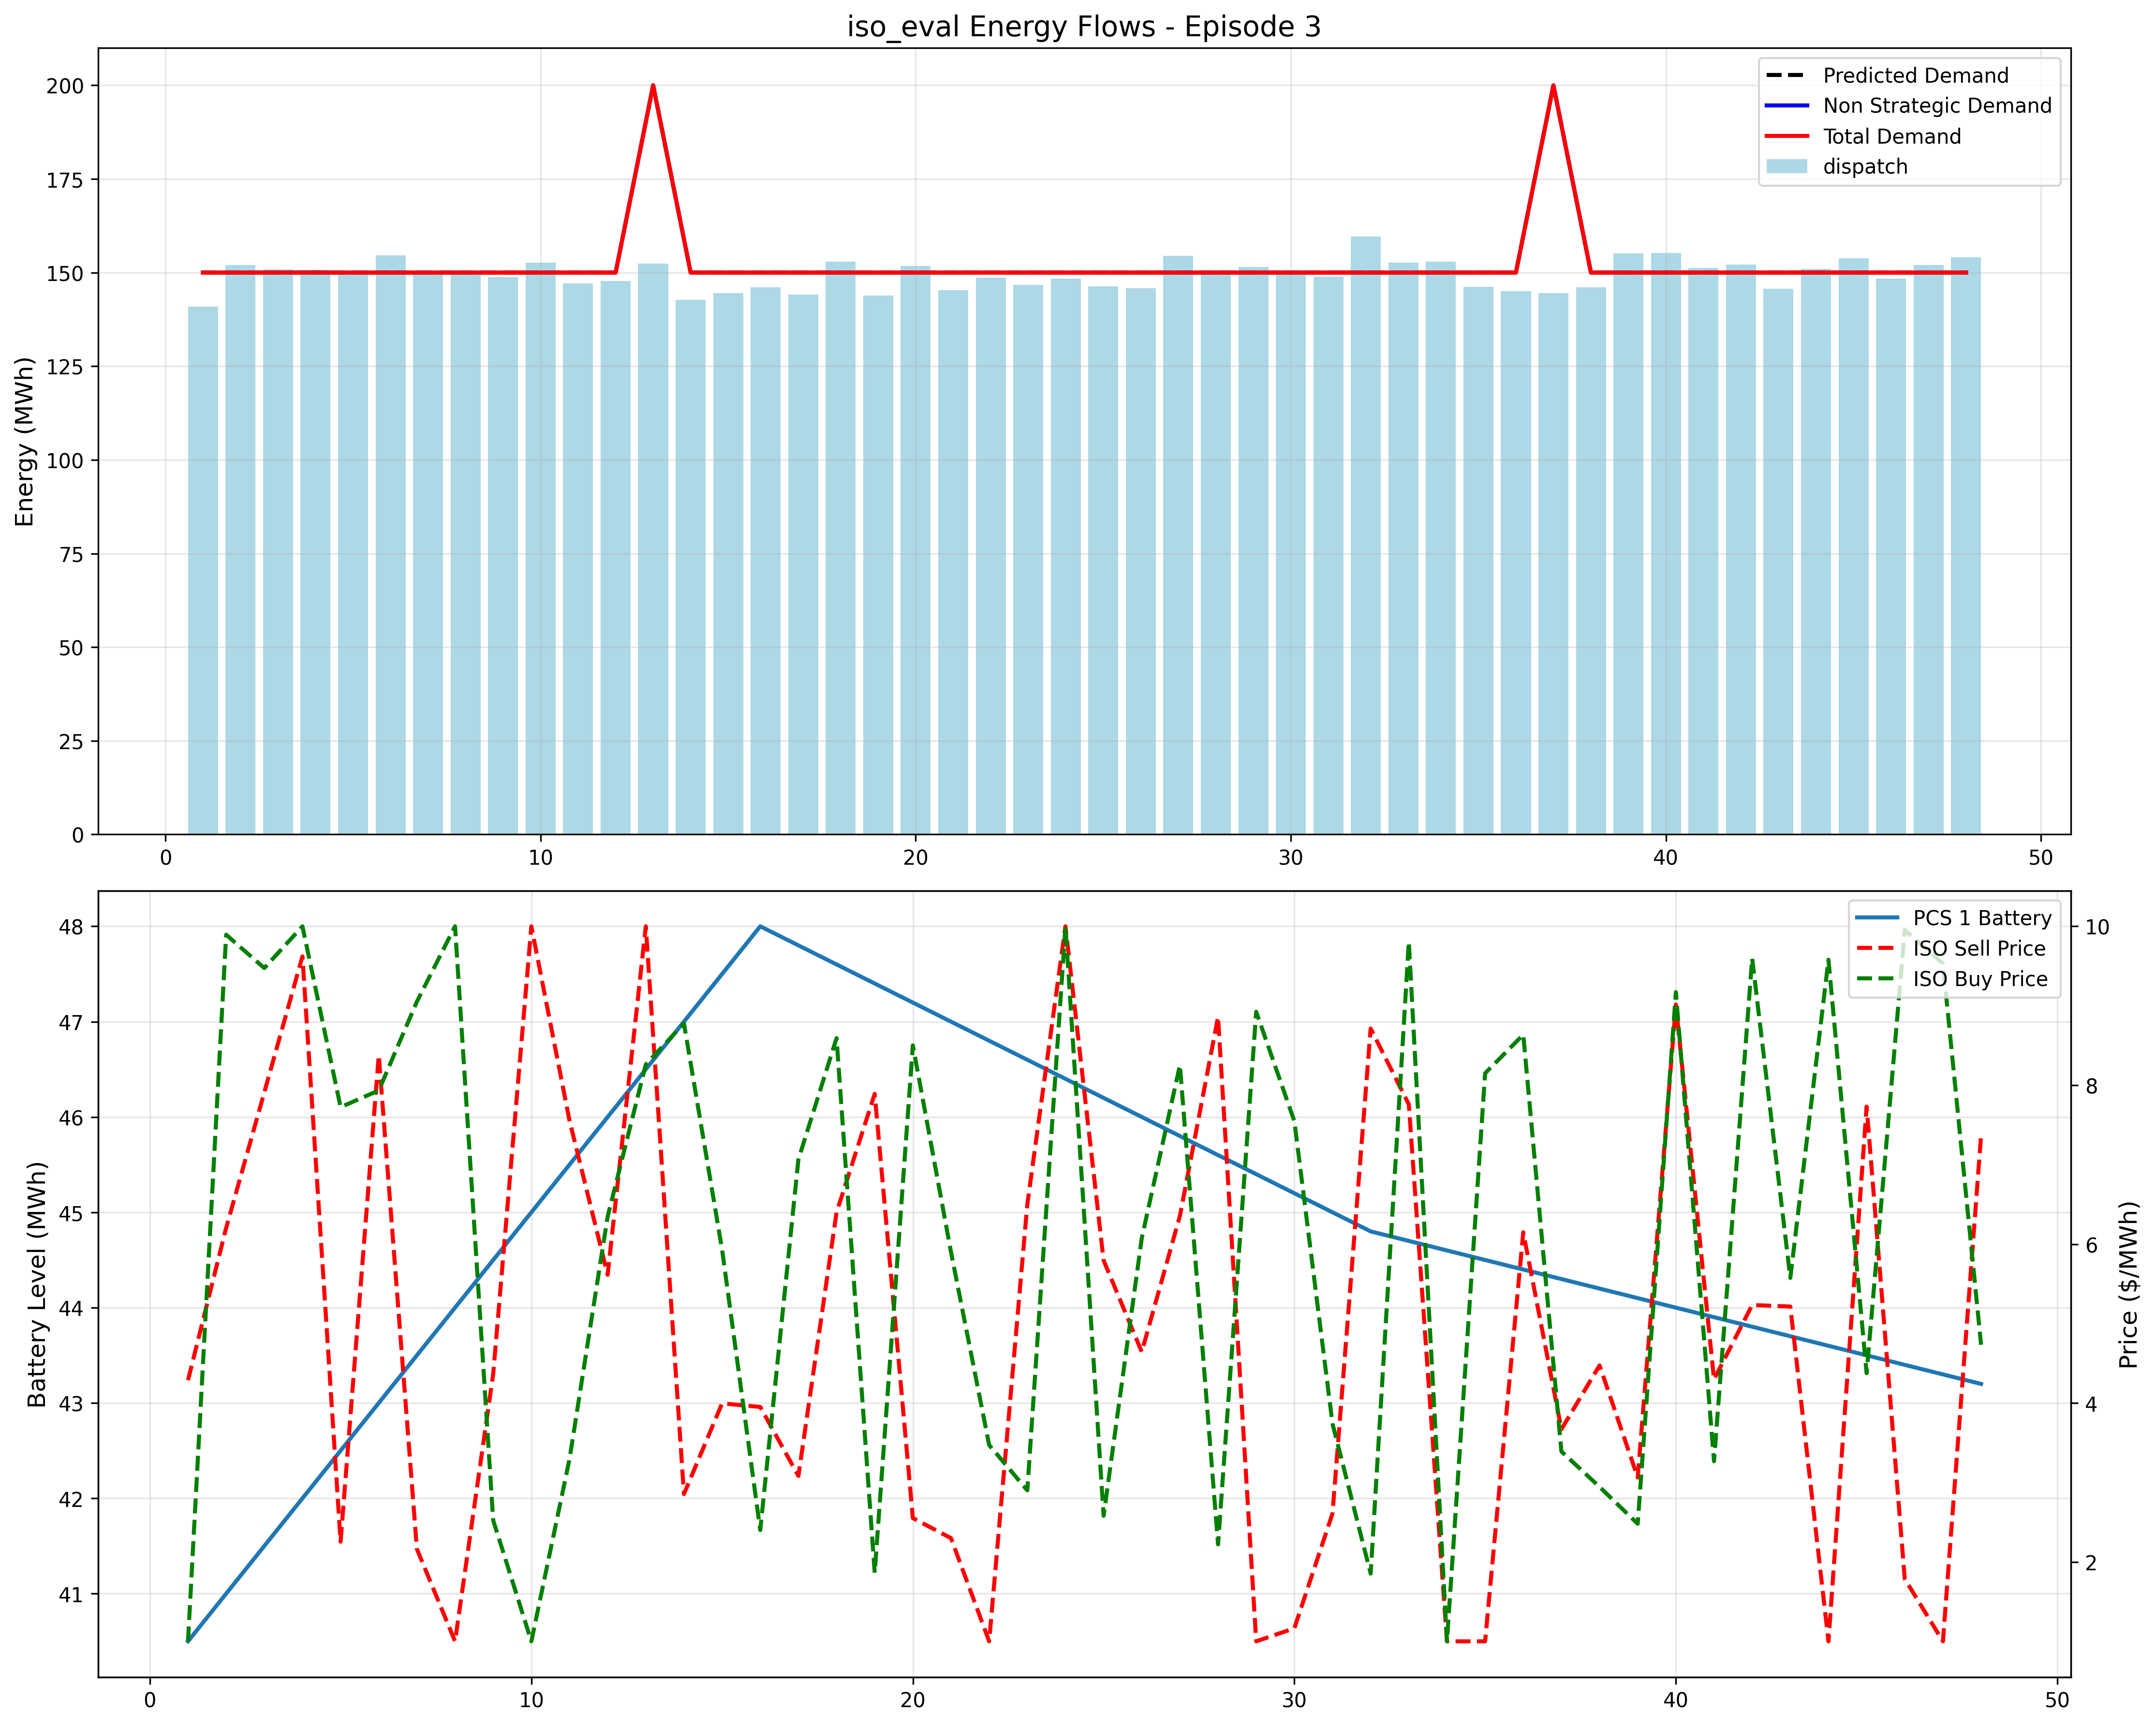 iso_eval Energy Flows - Episode 3
Energy (MWh)
200
175
150
125
100
75
50
25
0
Predicted Demand
Non Strategic Demand
Total Demand
dispatch
0 10 20 30 40 50
Battery Level (MWh)
48
47
46
45
44
43
42
41
PCS 1 Battery
ISO Sell Price
ISO Buy Price
10
8
6
4
2
Price ($/MWh)
0 10 20 30 40 50